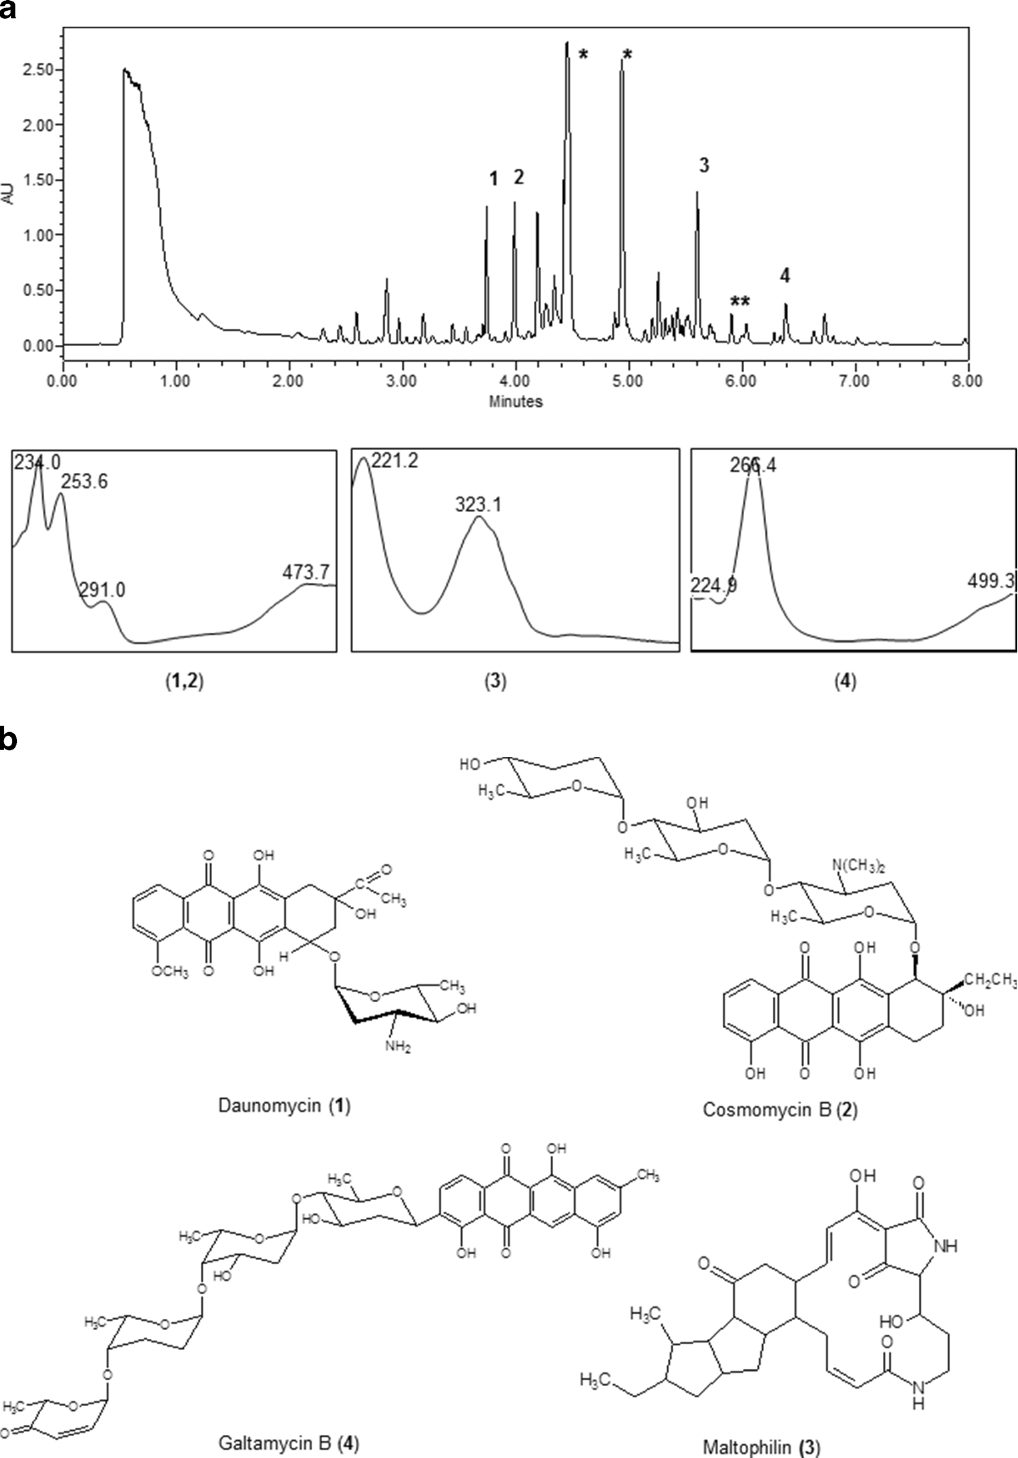 a
2.50
2.00
1.50
1.00
0.50
0.00
AU
1 2 * * 3 ** 4
0.00 1.00 2.00 3.00 4.00 5.00 6.00 7.00 8.00
Minutes
234.0
253.6
291.0
473.7
(1,2)
221.2
323.1
(3)
266.4
224.9
499.3
(4)
b
O OH
O
C
CH₃
OH
OCH₃ O OH H O
O CH₃
OH
NH₂
Daunomycin (1)
HO
H₃C O
O
OH
H₃C O
O
N(CH₃)₂
H₃C O
O
O OH
CH₂CH₃
OH
OH O OH
Cosmomycin B (2)
O OH
CH₃
H₃C O
O
HO
OH O OH
H₃C O
HO
O
H₃C O
O
H₃C O
O
Galtamycin B (4)
OH O
NH
O
O
HO
H₃C
O
H₃C
N
H
Maltophilin (3)